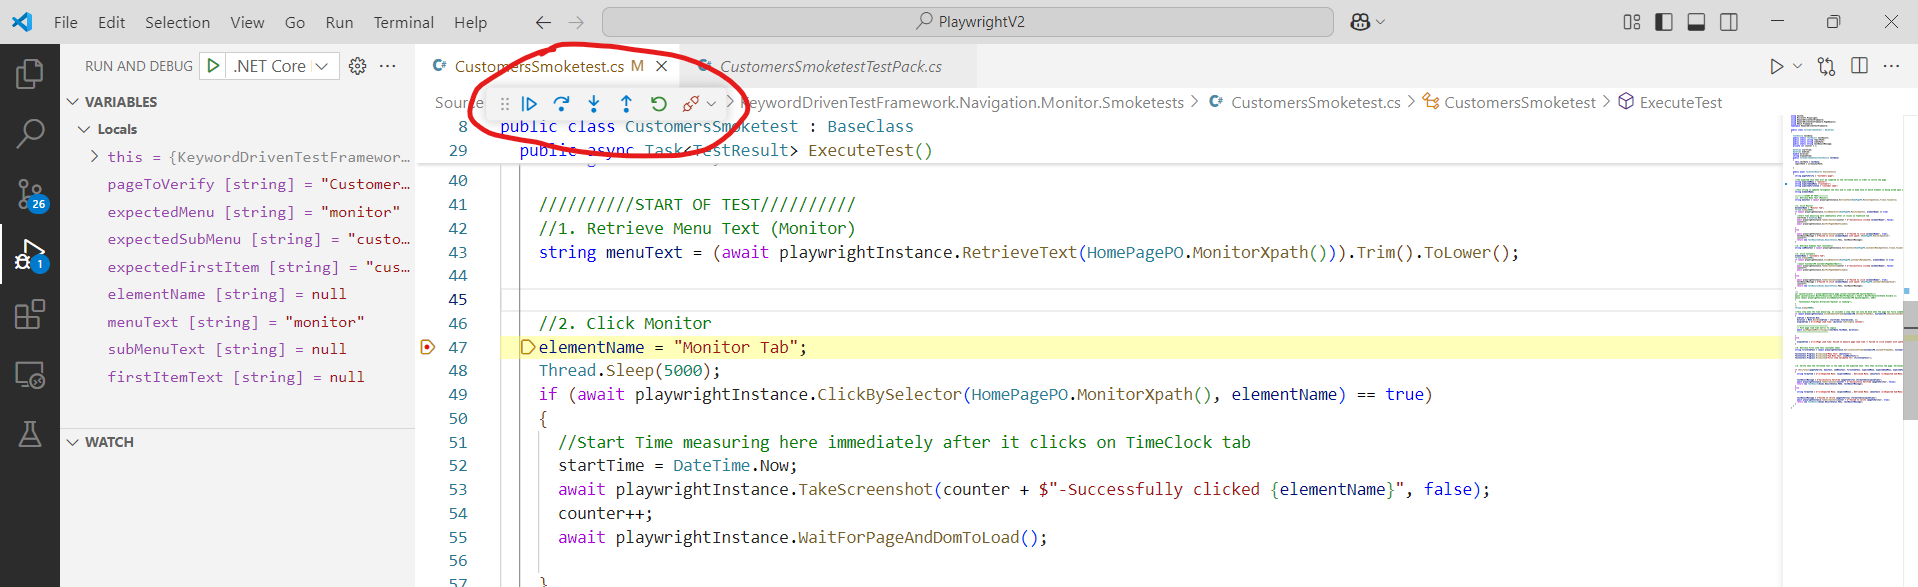 File Edit Selection View Go Run Terminal Help PlaywrightV2
RUN AND DEBUG .NET Core
VARIABLES
Locals
this = {KeywordDrivenTestFramewor…
pageToVerify [string] = "Customer…
expectedMenu [string] = "monitor"
expectedSubMenu [string] = "custo…
expectedFirstItem [string] = "cus…
elementName [string] = null
menuText [string] = "monitor"
subMenuText [string] = null
firstItemText [string] = null
WATCH
26
1
CustomersSmoketest.cs M
CustomersSmoketestTestPack.cs
Source KeywordDrivenTestFramework.Navigation.Monitor.Smoketests > CustomersSmoketest.cs > CustomersSmoketest > ExecuteTest
8 public class CustomersSmoketest : BaseClass
29 public async Task<TestResult> ExecuteTest()
40
41 //////////START OF TEST//////////
42 //1. Retrieve Menu Text (Monitor)
43 string menuText = (await playwrightInstance.RetrieveText(HomePagePO.MonitorXpath())).Trim().ToLower();
44
45
46 //2. Click Monitor
47 elementName = "Monitor Tab";
48 Thread.Sleep(5000);
49 if (await playwrightInstance.ClickBySelector(HomePagePO.MonitorXpath(), elementName) == true)
50 {
51 //Start Time measuring here immediately after it clicks on TimeClock tab
52 startTime = DateTime.Now;
53 await playwrightInstance.TakeScreenshot(counter + $"-Successfully clicked {elementName}", false);
54 counter++;
55 await playwrightInstance.WaitForPageAndDomToLoad();
56
57 }